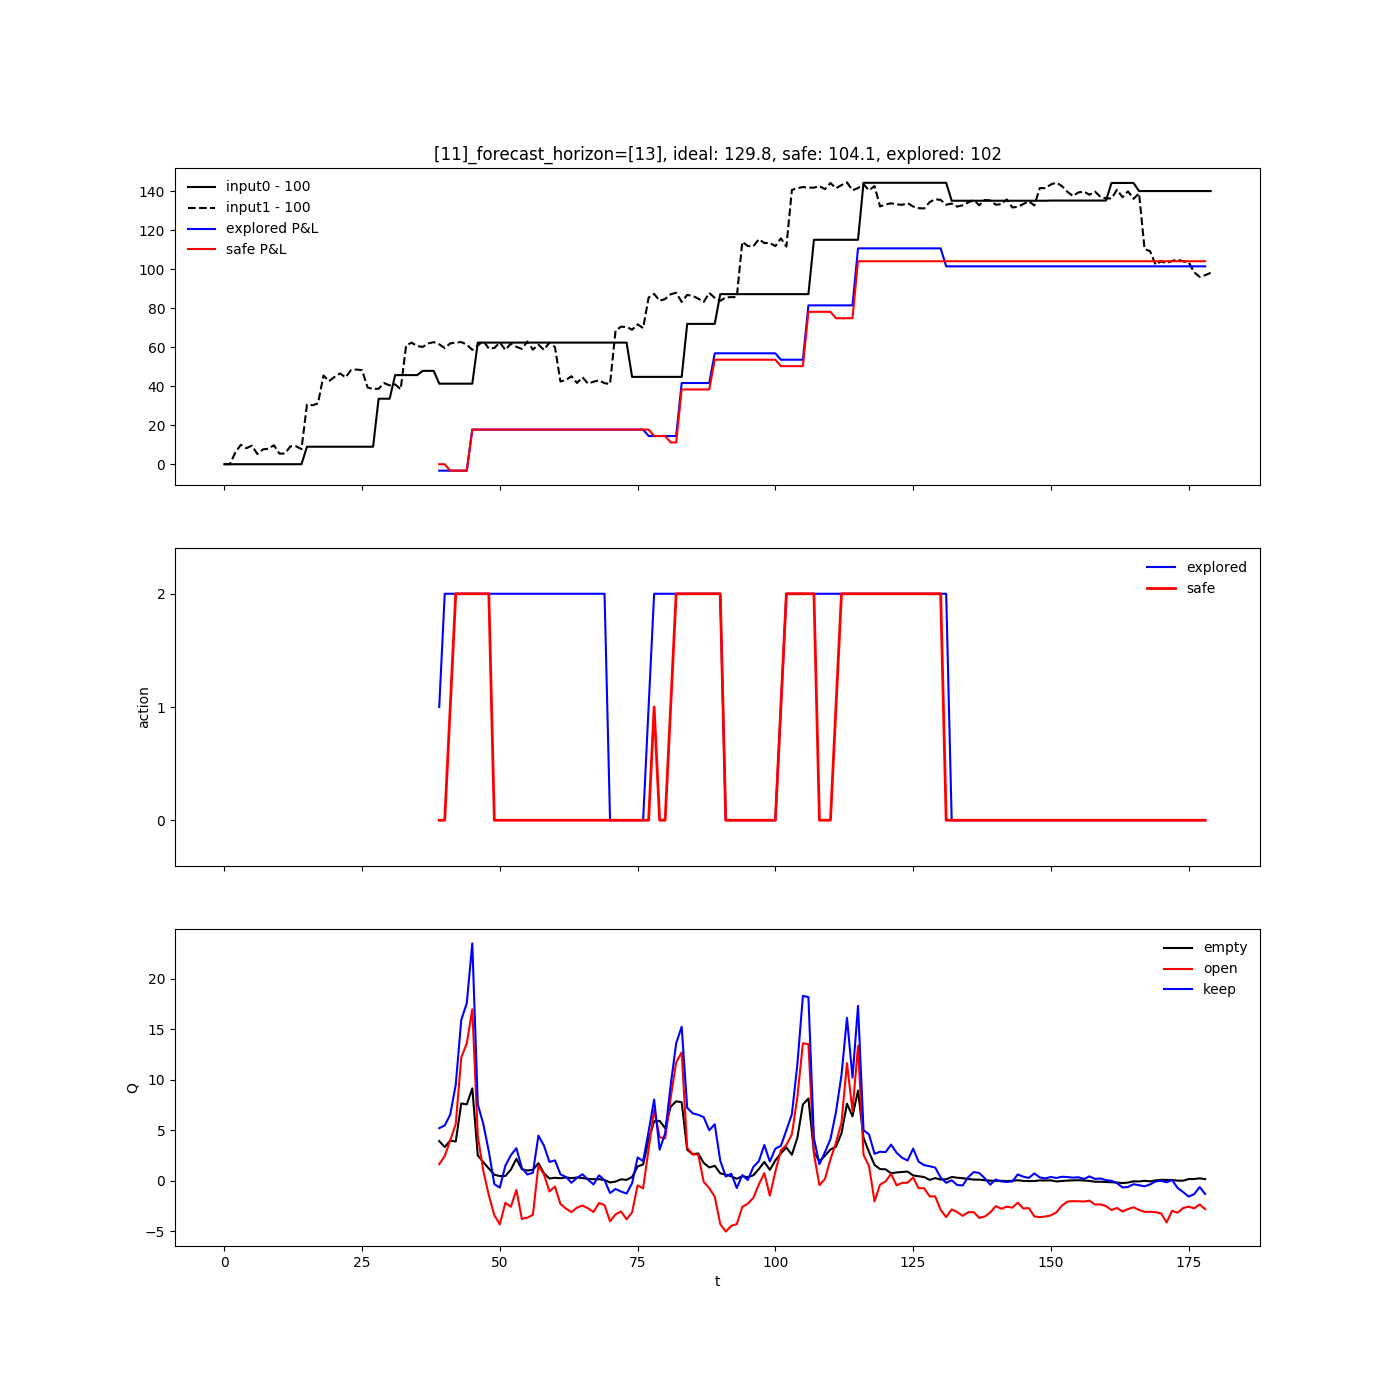 [11]_forecast_horizon=[13], ideal: 129.8, safe: 104.1, explored: 102
input0 - 100
input1 - 100
explored P&L
safe P&L
140
120
100
80
60
40
20
0
explored
safe
2
1
0
action
empty
open
keep
20
15
10
5
0
−5
Q
0 25 50 75 100 125 150 175
t